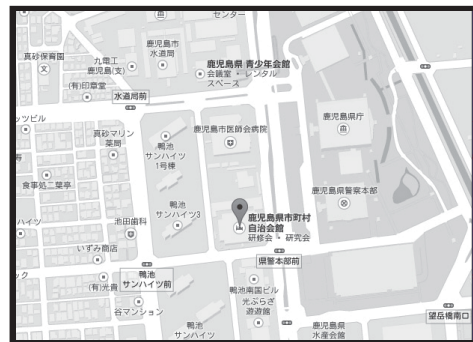 センター
真砂保育園
九電工
鹿児島(支)
鹿児島市
水道局
鹿児島県 青少年会館
会議室・レンタル
スペース
(有)印章堂
水道局前
ッツビル
真砂マリン
薬局
鴨池
サンハイツ
1号棟
鹿児島市医師会病院
鹿児島県庁
寿
食事処二葉亭
鹿児島県警察本部
鴨池
サンハイツ3
鹿児島県市町村
自治会館
研修会・研究会
ハイツ
池田歯科
いずみ商店
県警本部前
ック
(有)光貴
鴨池
サンハイツ前
鴨池南国ビル
光ぷらざ
遊遊館
谷マンション
望岳橋南口
鴨池
サンハイツ
鹿児島県
水産会館